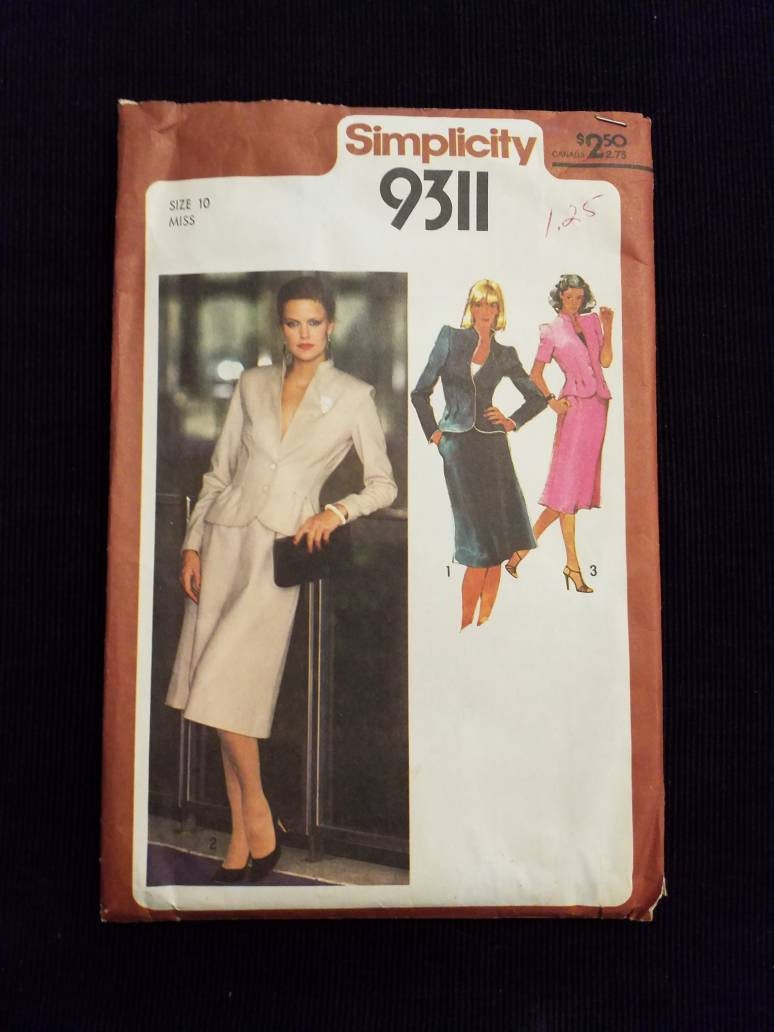 Simplicity
9311
$2.50
CANADA 2.75
SIZE 10
MISS
1.25
1
3
2